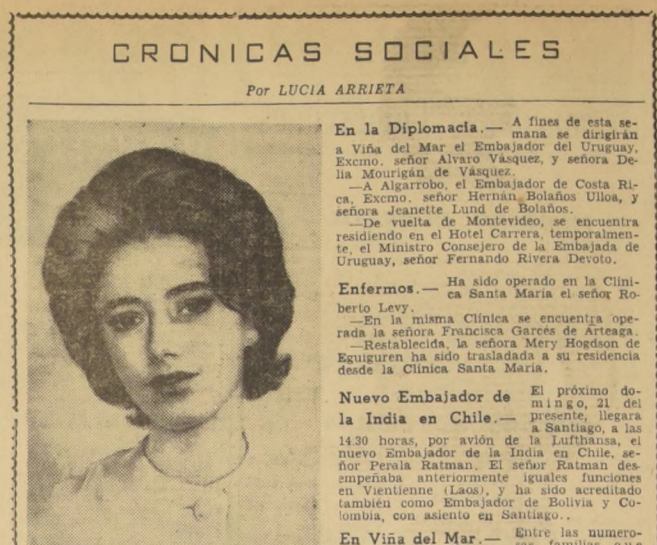 CRONICAS SOCIALES
Por LUCIA ARRIETA
En la Diplomacia.— A fines de esta se-
mana se dirigirán
a Viña del Mar el Embajador del Uruguay,
Excmo. señor Alvaro Vásquez, y señora De-
lia Mourigán de Vásquez.
—A Algarrobo, el Embajador de Costa Ri-
ca, Excmo. señor Hernán Bolaños Ulloa, y
señora Jeanette Lund de Bolaños.
—De vuelta de Montevideo, se encuentra
residiendo en el Hotel Carrera, temporalmen-
te, el Ministro Consejero de la Embajada de
Uruguay, señor Fernando Rivera Devoto.
Enfermos.— Ha sido operado en la Clíni-
ca Santa María el señor Ro-
berto Levy.
—En la misma Clínica se encuentra ope-
rada la señora Francisca Garcés de Arteaga.
—Restablecida, la señora Mery Hogdson de
Eguiguren ha sido trasladada a su residencia
desde la Clínica Santa María.
Nuevo Embajador de El próximo do-
la India en Chile.— mingo, 21 del
presente, llegará
a Santiago, a las
14.30 horas, por avión de la Lufthansa, el
nuevo Embajador de la India en Chile, se-
ñor Perala Ratman. El señor Ratman des-
empeñaba anteriormente iguales funciones
en Vientienne (Laos), y ha sido acreditado
también como Embajador de Bolivia y Co-
lombia, con asiento en Santiago..
En Viña del Mar.— Entre las numero-